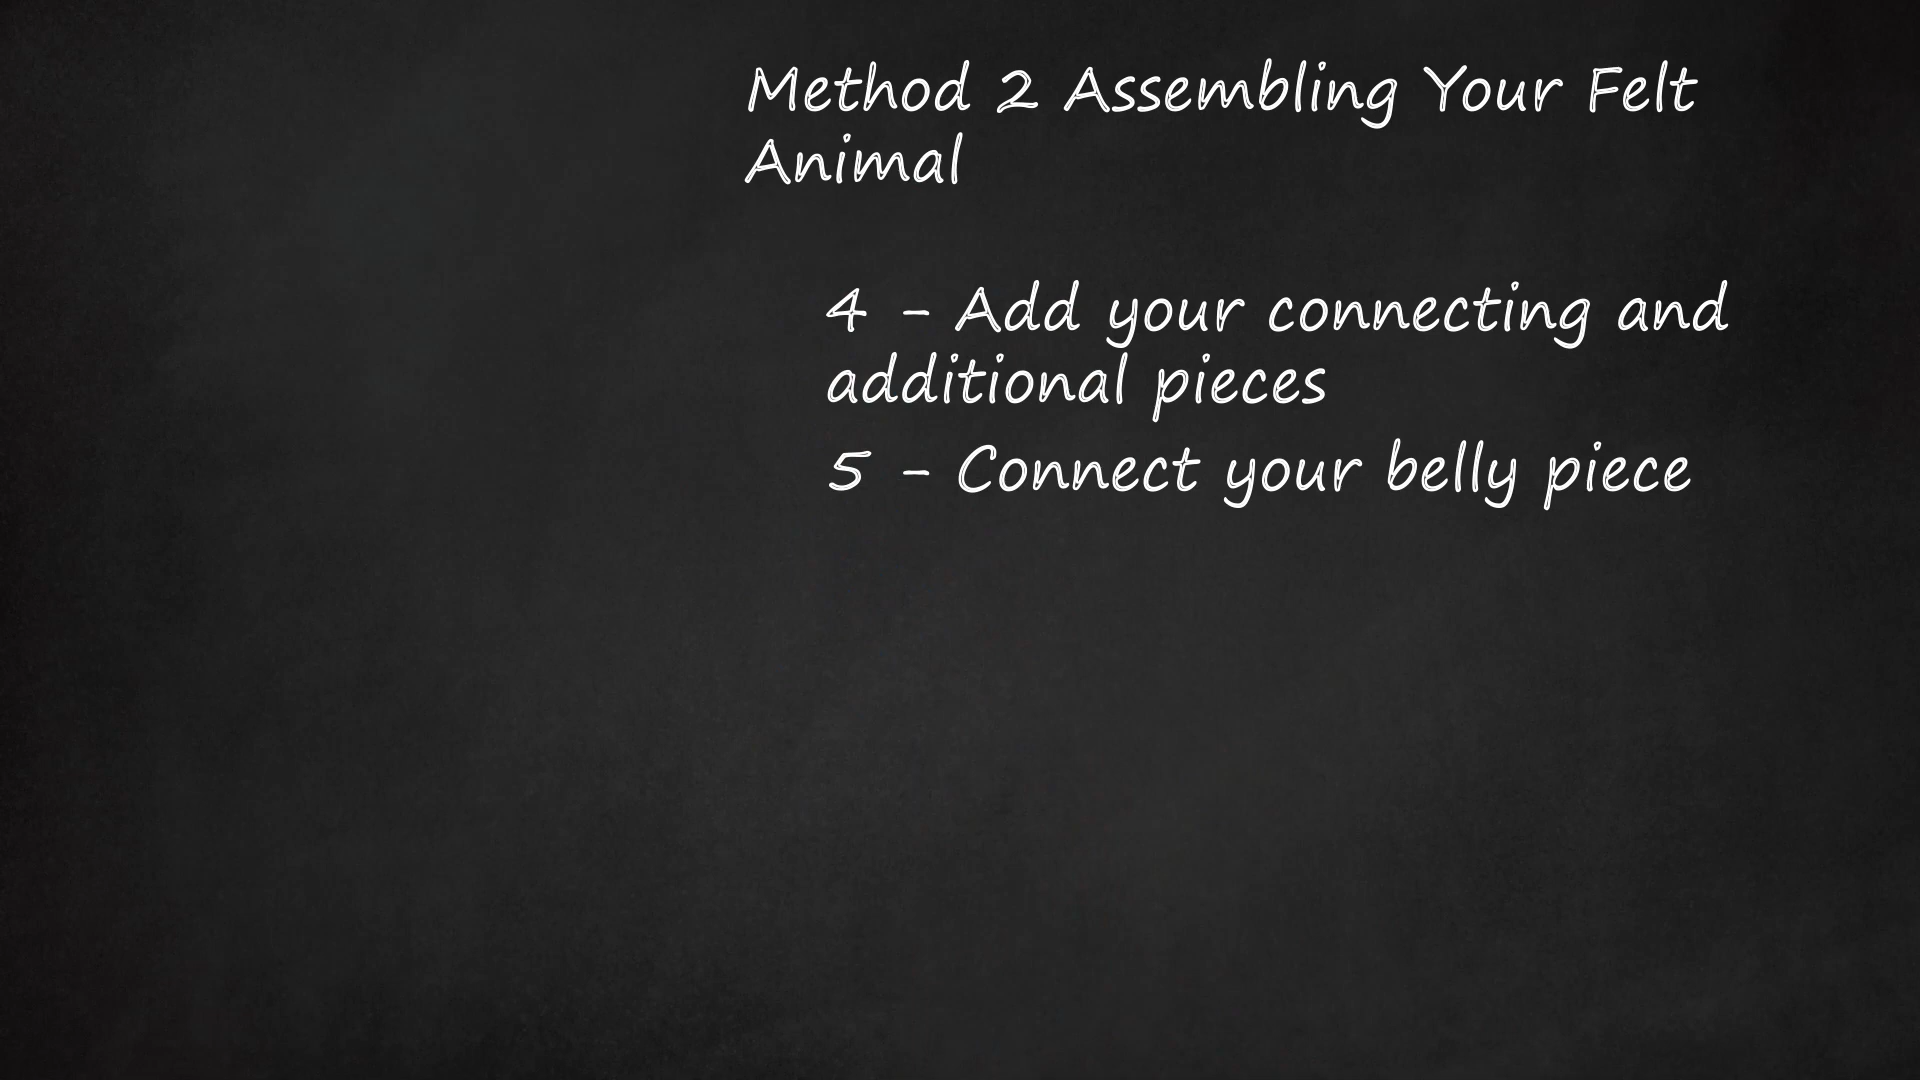 Method 2 Assembling Your Felt
Animal
4 - Add your connecting and
additional pieces
5 - Connect your belly piece